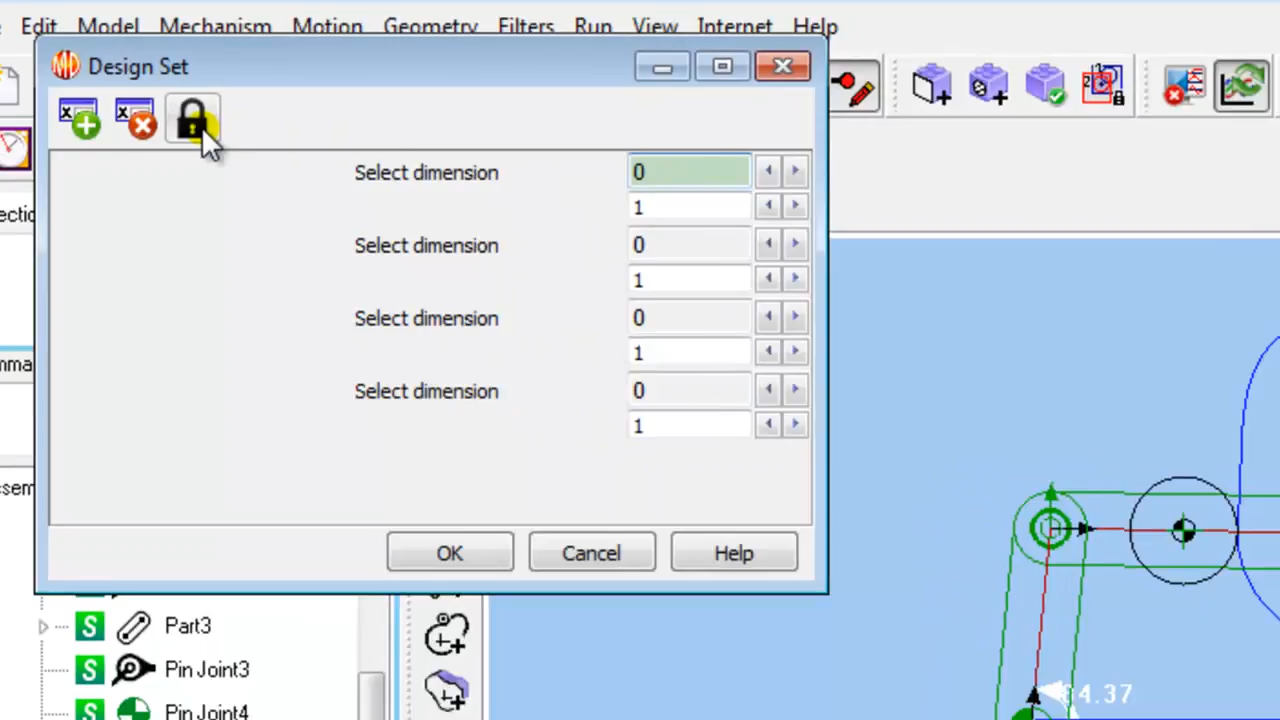 Edit Model Mechanism Motion Geometry Filters Run View Internet Help
Design Set
Select dimension 0
1
Select dimension 0
1
Select dimension 0
1
Select dimension 0
1
OK Cancel Help
S Part3
S Pin Joint3
S Pin Joint4